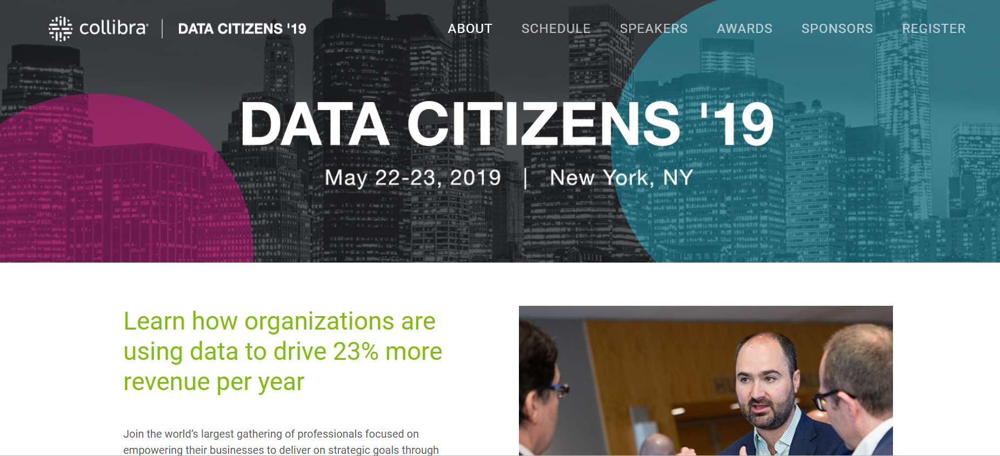 collibra | DATA CITIZENS '19
ABOUT SCHEDULE SPEAKERS AWARDS SPONSORS REGISTER
DATA CITIZENS '19
May 22-23, 2019 | New York, NY
Learn how organizations are
using data to drive 23% more
revenue per year
Join the world’s largest gathering of professionals focused on
empowering their businesses to deliver on strategic goals through